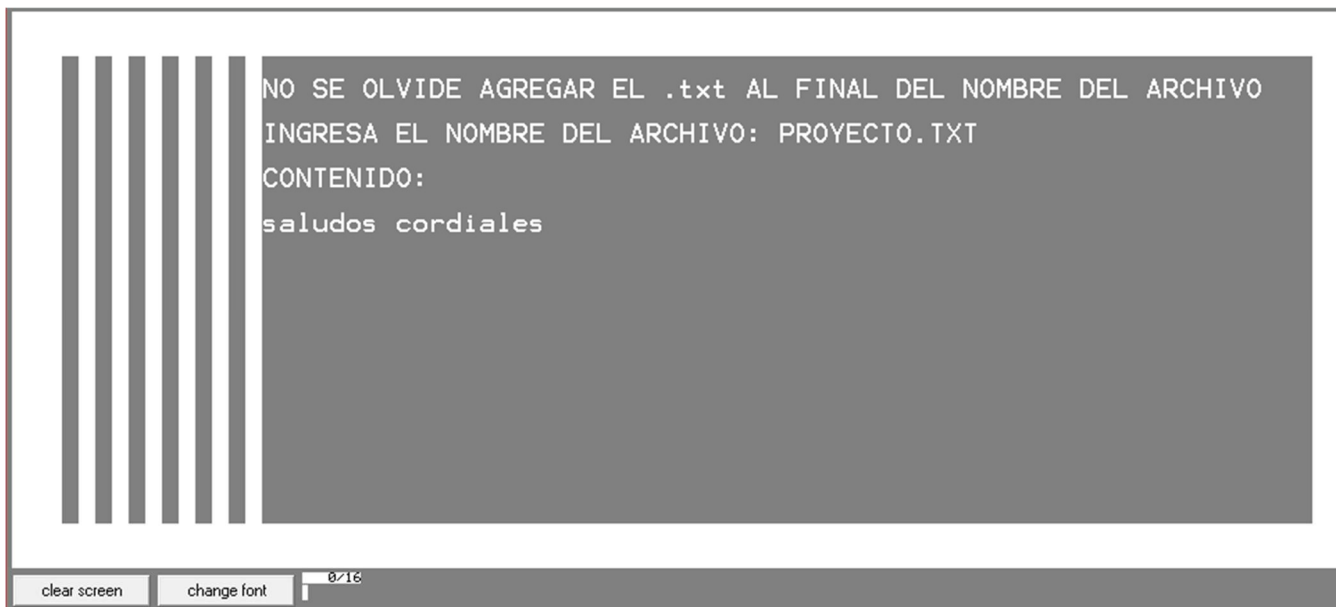 NO SE OLVIDE AGREGAR EL .txt AL FINAL DEL NOMBRE DEL ARCHIVO
INGRESA EL NOMBRE DEL ARCHIVO: PROYECTO.TXT
CONTENIDO:
saludos cordiales
clear screen change font 0/16